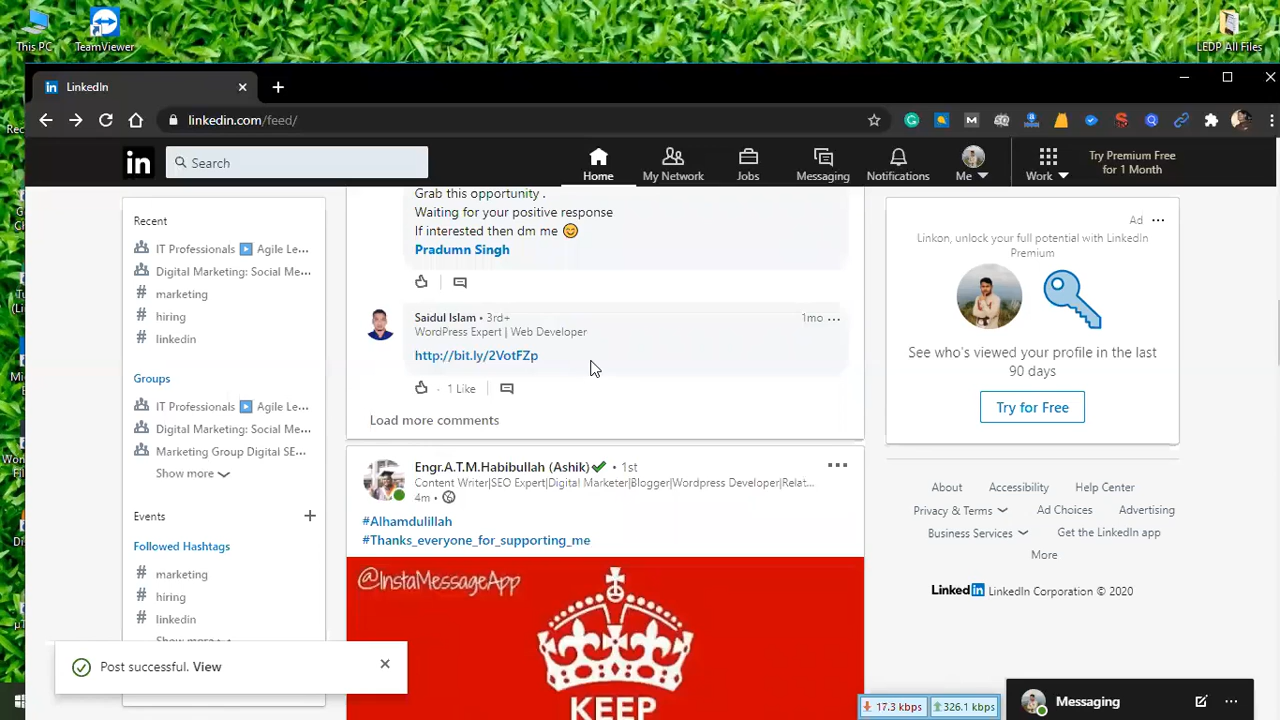 This PC
TeamViewer
LEDP All Files
LinkedIn
linkedin.com/feed/
in
Search
Home
My Network
Jobs
Messaging
Notifications
Me
Work
Try Premium Free
for 1 Month
Recent
IT Professionals ▶ Agile Le...
Digital Marketing: Social Me...
# marketing
# hiring
# linkedin
Groups
IT Professionals ▶ Agile Le...
Digital Marketing: Social Me...
Marketing Group Digital SE...
Show more
Events
Followed Hashtags
# marketing
# hiring
# linkedin
Show more
Grab this opportunity .
Waiting for your positive response
If interested then dm me 😊
Pradumn Singh
Saidul Islam • 3rd+
1mo ...
WordPress Expert | Web Developer
http://bit.ly/2VotFZp
· 1 Like
Load more comments
Engr.A.T.M.Habibullah (Ashik) ✔ • 1st
Content Writer|SEO Expert|Digital Marketer|Blogger|Wordpress Developer|Relat...
4m •
#Alhamdulillah
#Thanks_everyone_for_supporting_me
@InstaMessageApp
KEEP
Ad ...
Linkon, unlock your full potential with LinkedIn
Premium
See who's viewed your profile in the last
90 days
Try for Free
About
Accessibility
Help Center
Privacy & Terms
Ad Choices
Advertising
Business Services
Get the LinkedIn app
More
LinkedIn LinkedIn Corporation © 2020
Post successful. View
17.3 kbps
326.1 kbps
Messaging